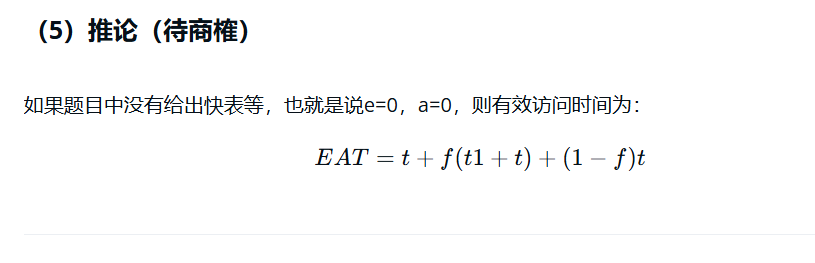 （5）推论（待商榷）
如果题目中没有给出快表等，也就是说e=0，a=0，则有效访问时间为：
EAT = t + f(t1 + t) + (1 − f)t